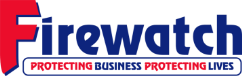 Firewatch
PROTECTING BUSINESS PROTECTING LIVES